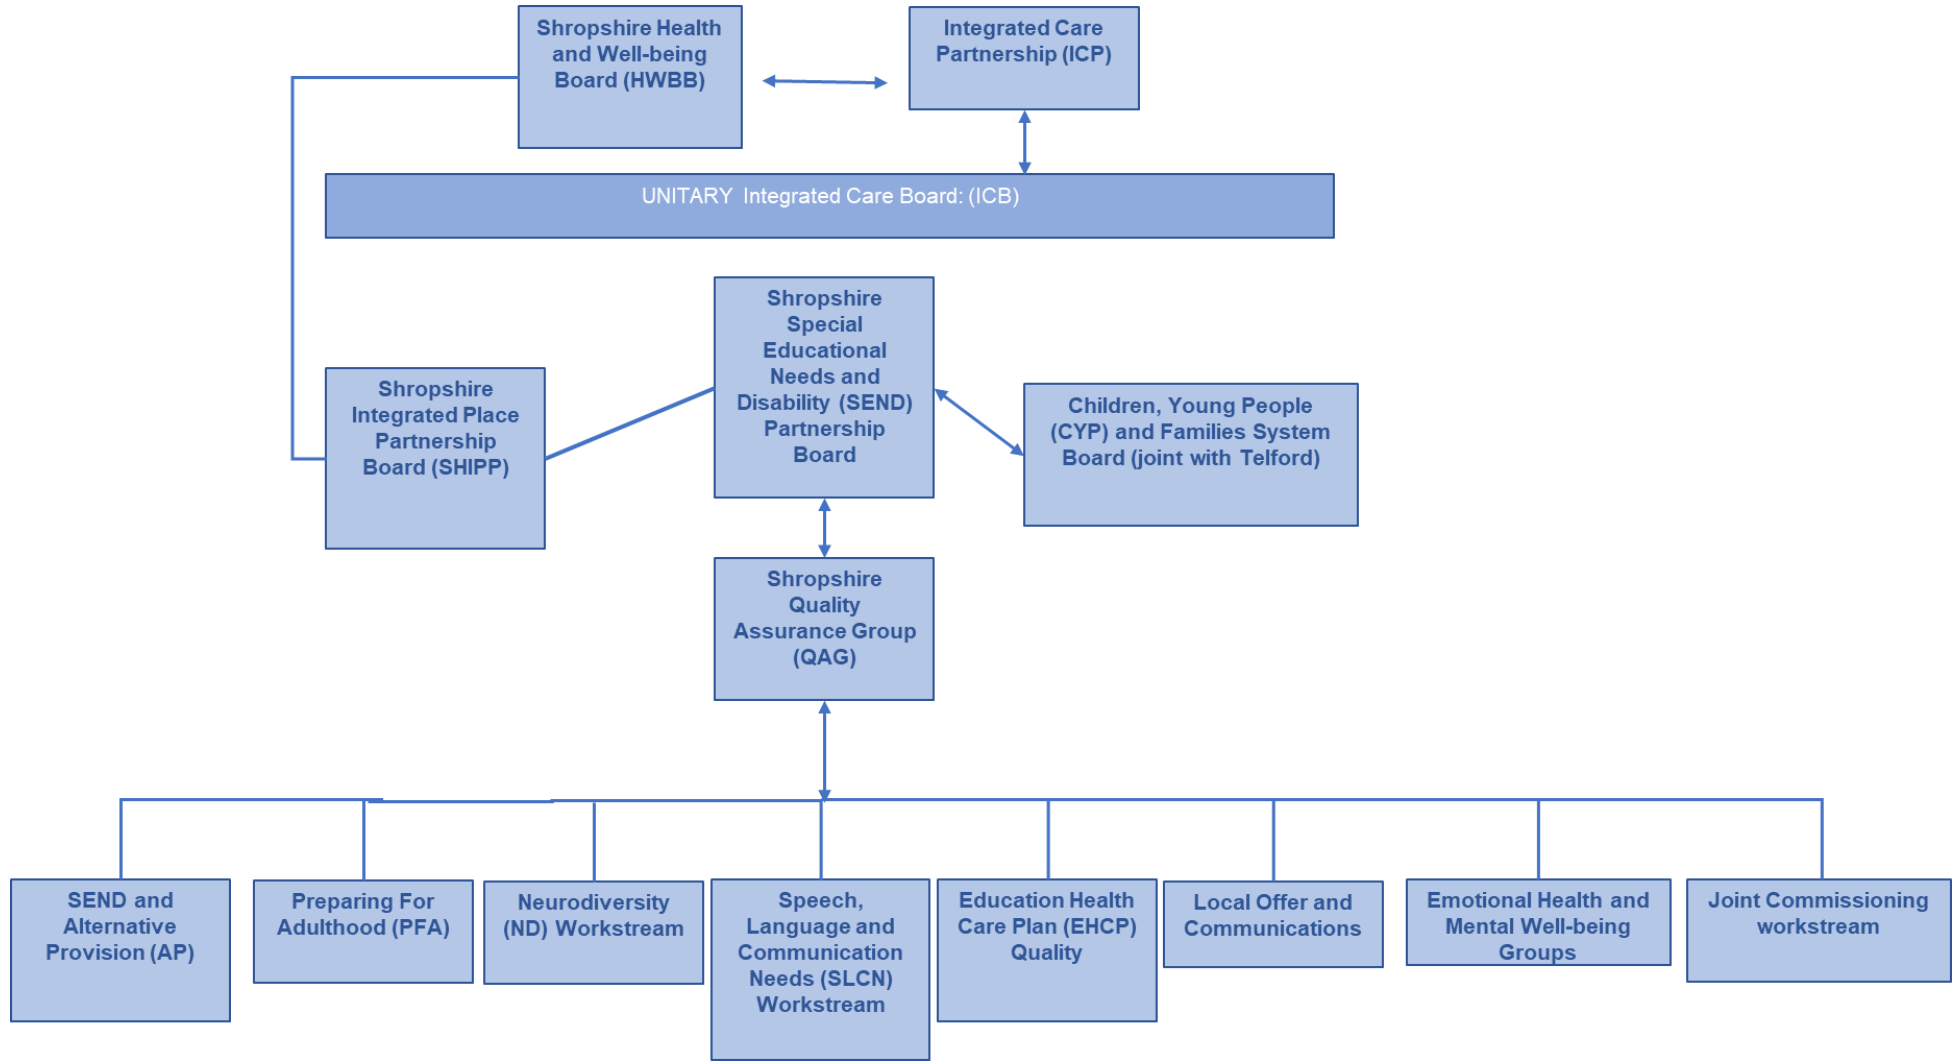 Shropshire Health
and Well-being
Board (HWBB)
Integrated Care
Partnership (ICP)
UNITARY  Integrated Care Board: (ICB)
Shropshire
Special
Educational
Needs and
Disability (SEND)
Partnership
Board
Shropshire
Integrated Place
Partnership
Board (SHIPP)
Children, Young People
(CYP) and Families System
Board (joint with Telford)
Shropshire
Quality
Assurance Group
(QAG)
SEND and
Alternative
Provision (AP)
Preparing For
Adulthood (PFA)
Neurodiversity
(ND) Workstream
Speech,
Language and
Communication
Needs (SLCN)
Workstream
Education Health
Care Plan (EHCP)
Quality
Local Offer and
Communications
Emotional Health and
Mental Well-being
Groups
Joint Commissioning
workstream